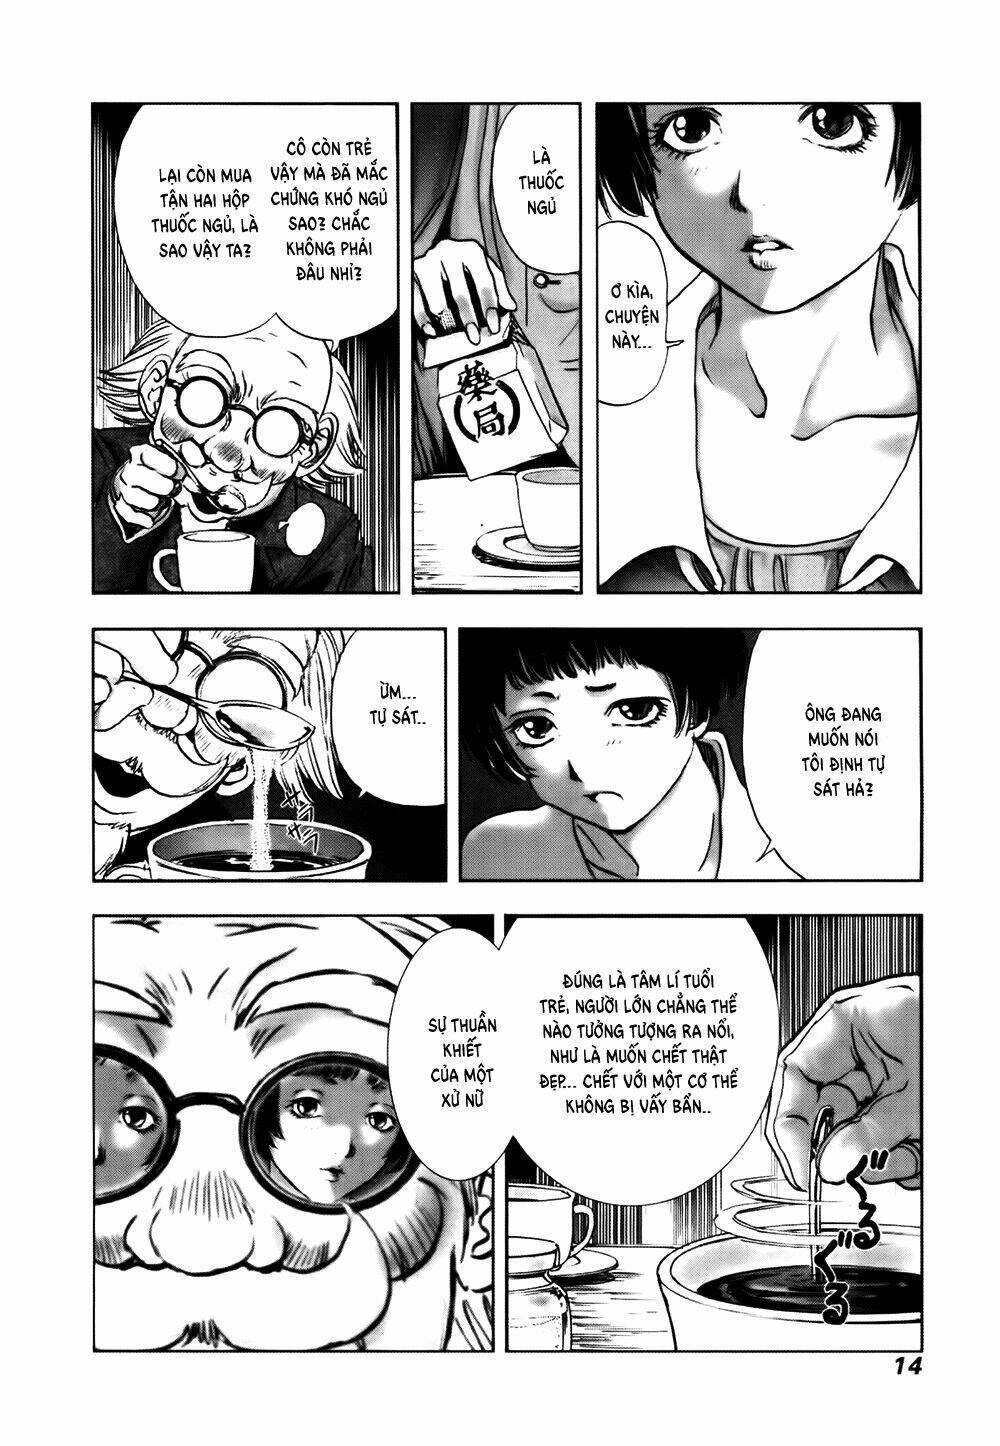 Ơ KÌA,
CHUYỆN
NÀY...
LÀ
THUỐC
NGỦ
藥
局
CÔ CÒN TRẺ
VẬY MÀ ĐÃ MẮC
CHỨNG KHÓ NGỦ
SAO? CHẮC
KHÔNG PHẢI
ĐÂU NHỈ?
LẠI CÒN MUA
TẬN HAI HỘP
THUỐC NGỦ, LÀ
SAO VẬY TA?
ÔNG ĐANG
MUỐN NÓI
TÔI ĐỊNH TỰ
SÁT HẢ?
ỪM...
TỰ SÁT..
サラ
ĐÚNG LÀ TÂM LÍ TUỔI
TRẺ, NGƯỜI LỚN CHẲNG THỂ
NÀO TƯỞNG TƯỢNG RA NỔI,
NHƯ LÀ MUỐN CHẾT THẬT
ĐẸP... CHẾT VỚI MỘT CƠ THỂ
KHÔNG BỊ VẤY BẨN..
ぐる
ぐる
SỰ THUẦN
KHIẾT
CỦA MỘT
XỬ NỮ
14